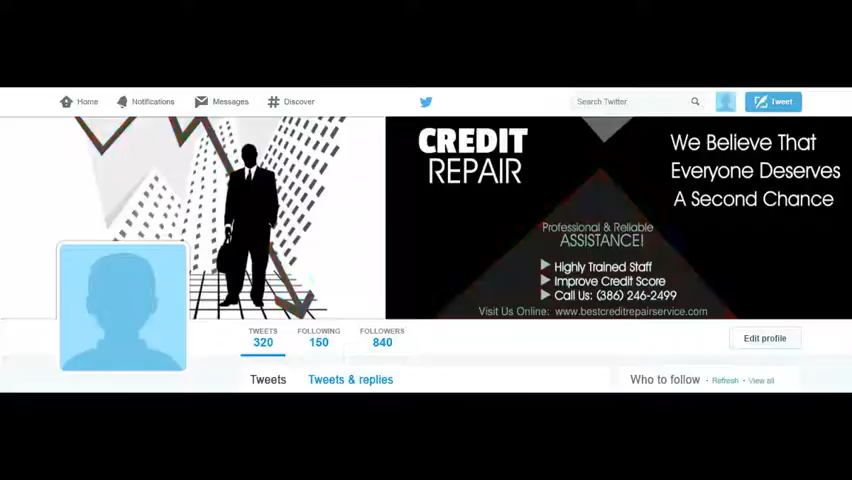 Home Notifications Messages # Discover Search Twitter Tweet
CREDIT
REPAIR
We Believe That
Everyone Deserves
A Second Chance
Professional & Reliable
ASSISTANCE!
Highly Trained Staff
Improve Credit Score
Call Us: (386) 246-2499
Visit Us Online: www.bestcreditrepairservice.com
TWEETS FOLLOWING FOLLOWERS
320 150 840
Edit profile
Tweets Tweets & replies
Who to follow • Refresh • View all